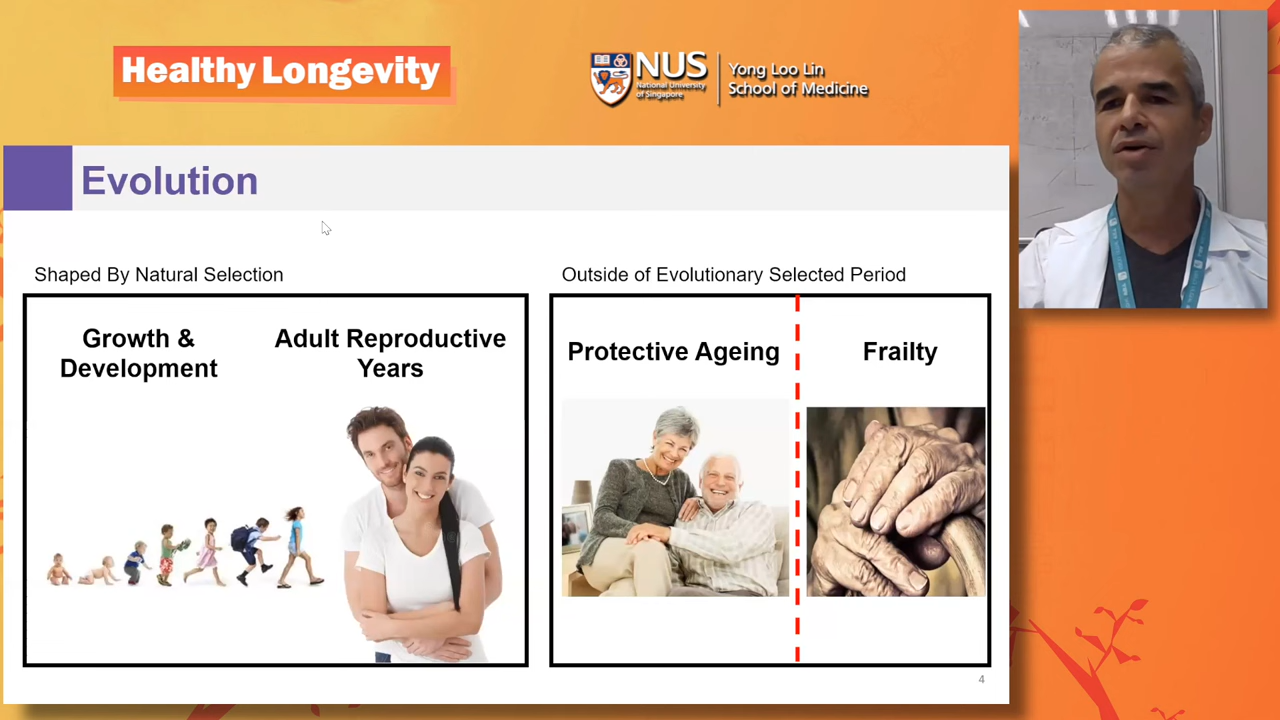 Healthy Longevity
NUS
National University
of Singapore
Yong Loo Lin
School of Medicine
Evolution
Shaped By Natural Selection
Outside of Evolutionary Selected Period
Growth &
Development
Adult Reproductive
Years
Protective Ageing
Frailty
4